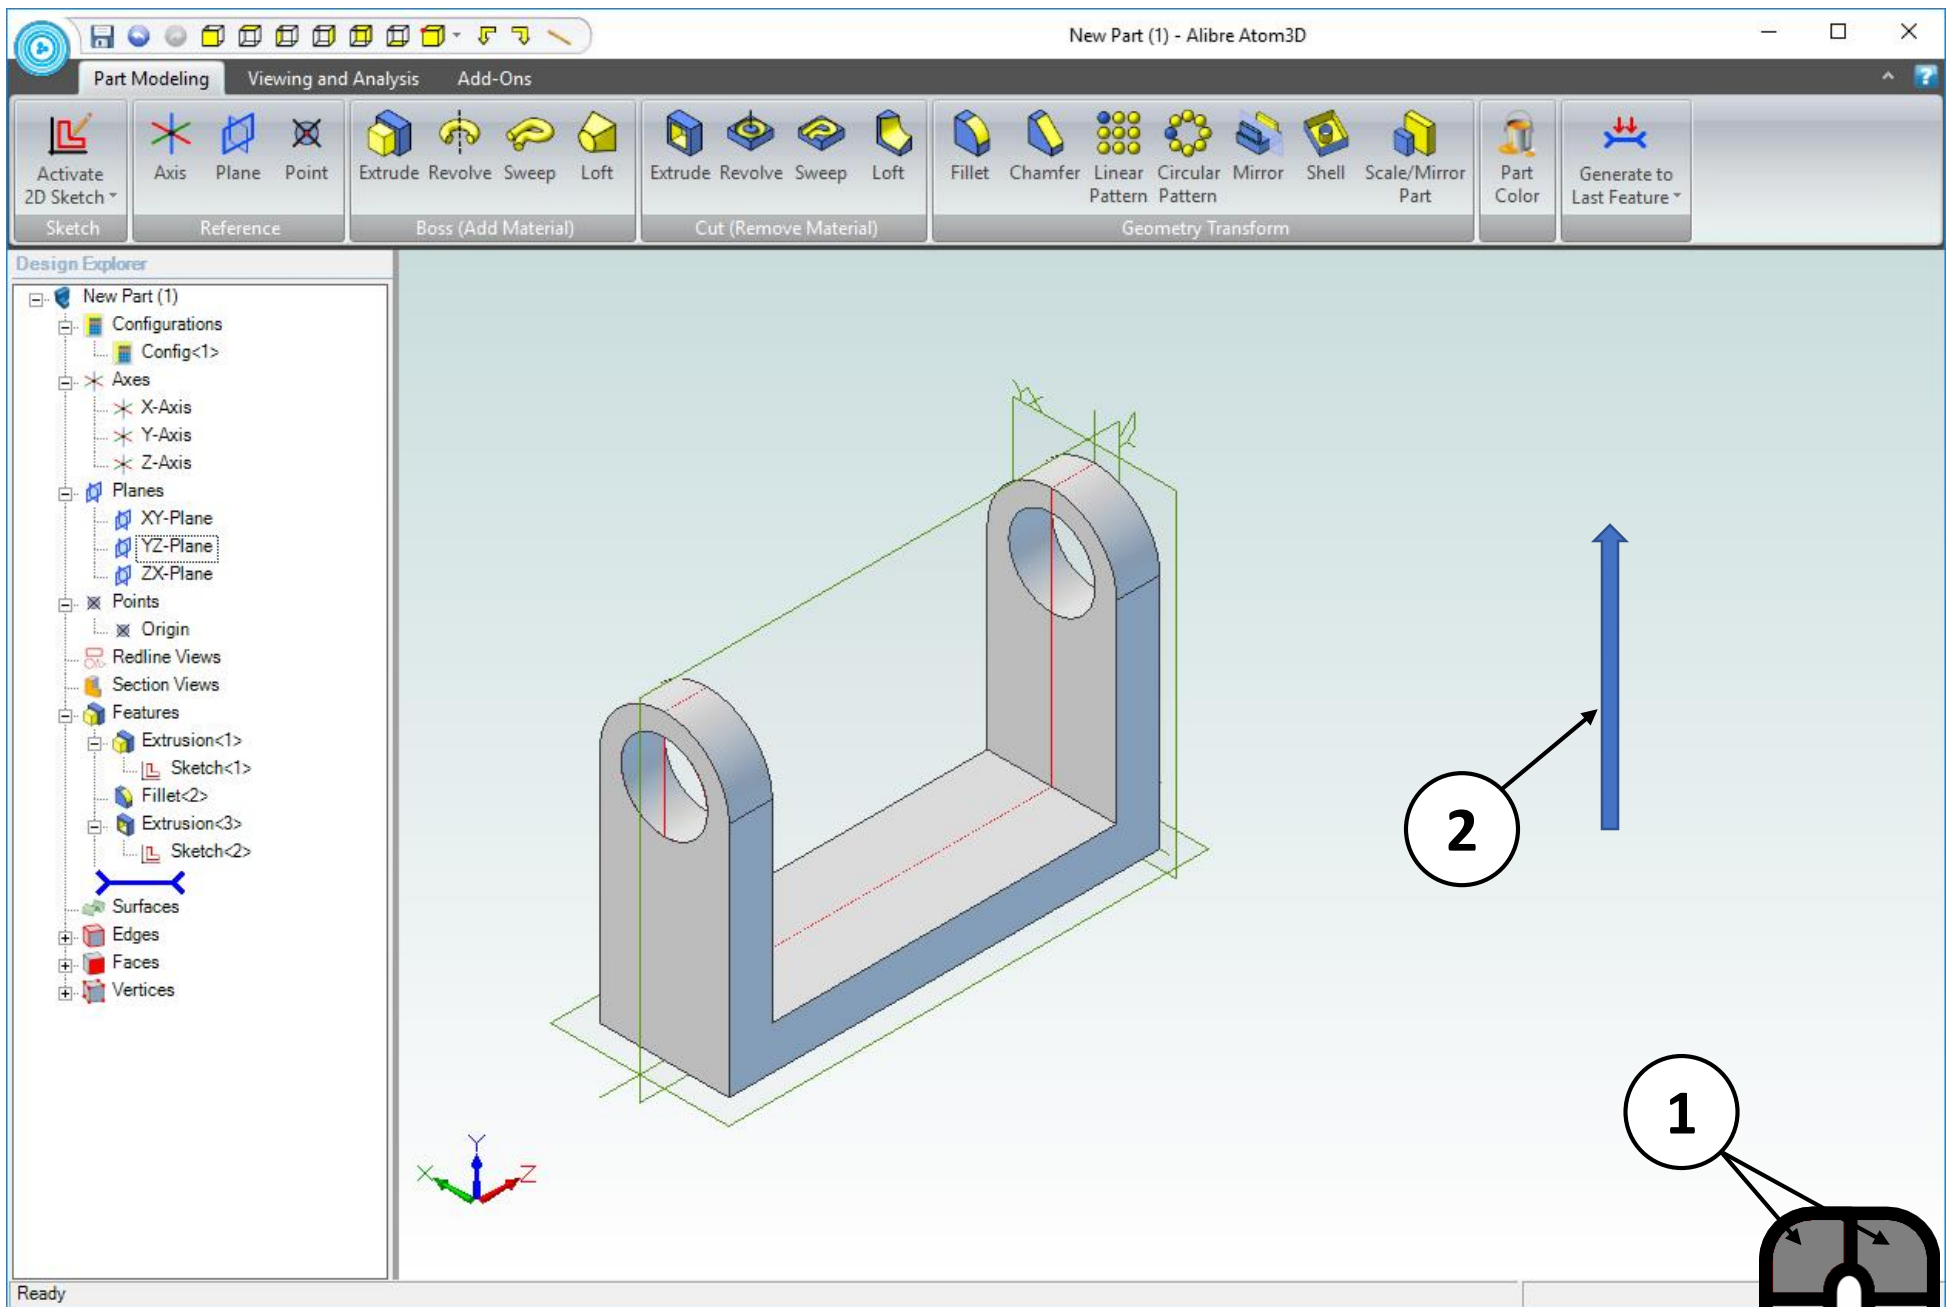 New Part (1) - Alibre Atom3D
Part Modeling Viewing and Analysis Add-Ons
Activate 2D Sketch
Axis Plane Point
Extrude Revolve Sweep Loft
Extrude Revolve Sweep Loft
Fillet Chamfer Linear Pattern Circular Pattern Mirror Shell Scale/Mirror Part
Part Color
Generate to Last Feature
Sketch Reference Boss (Add Material) Cut (Remove Material) Geometry Transform
Design Explorer
New Part (1)
Configurations
Config<1>
Axes
X-Axis
Y-Axis
Z-Axis
Planes
XY-Plane
YZ-Plane
ZX-Plane
Points
Origin
Redline Views
Section Views
Features
Extrusion<1>
Sketch<1>
Fillet<2>
Extrusion<3>
Sketch<2>
Surfaces
Edges
Faces
Vertices
2
1
Y
X Z
Ready